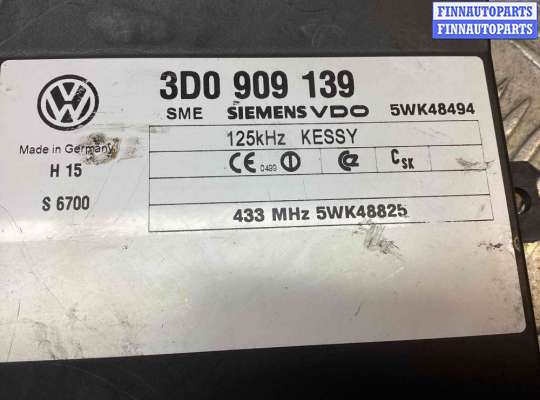 FINNAUTOPARTS
FINNAUTOPARTS
3D0 909 139
SME SIEMENS VDO 5WK48494
Made in Germany
125kHz KESSY
H 15
CE 0499 CSK
S 6700
433 MHz 5WK48825